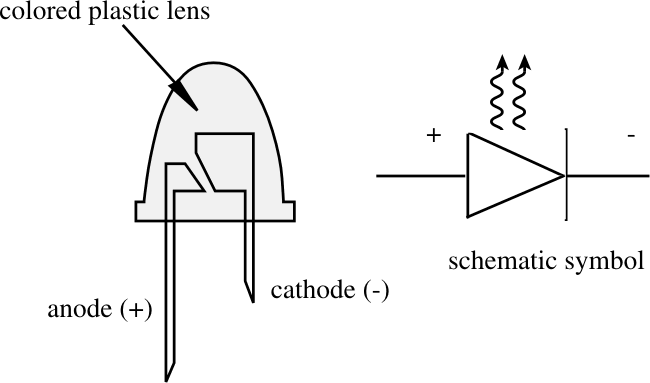 colored plastic lens
+
-
schematic symbol
cathode (-)
anode (+)